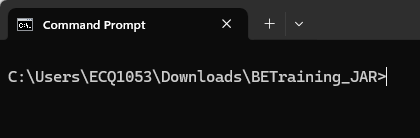 Command Prompt
C:\Users\ECQ1053\Downloads\BETraining_JAR>